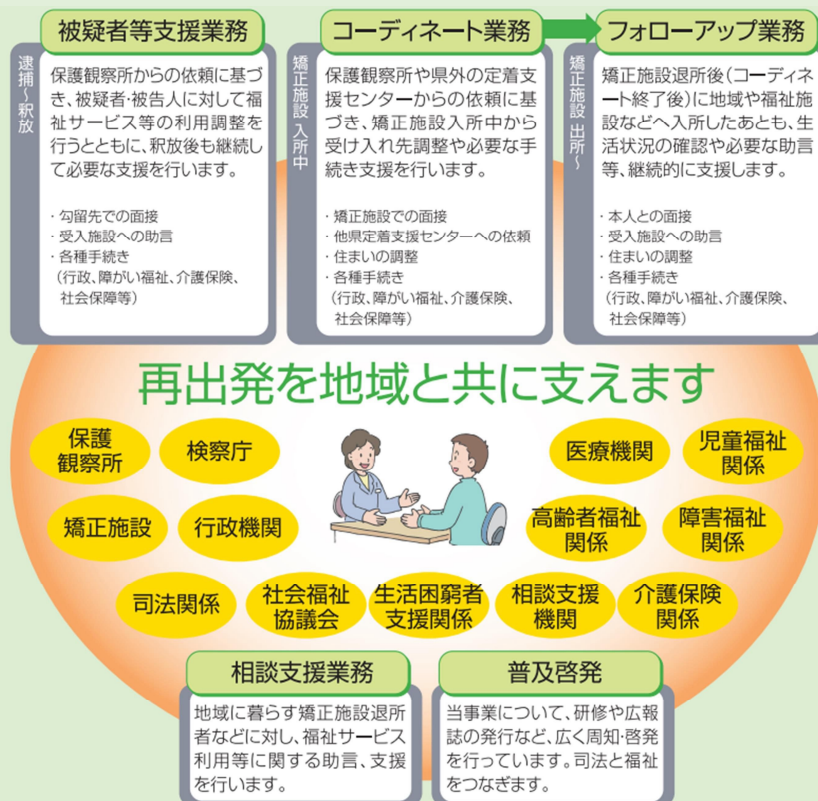 被疑者等支援業務
逮捕～釈放
保護観察所からの依頼に基づ
き、被疑者・被告人に対して福
祉サービス等の利用調整を
行うとともに、釈放後も継続し
て必要な支援を行います。
・勾留先での面接
・受入施設への助言
・各種手続き
（行政、障がい福祉、介護保険、
社会保障等）
コーディネート業務
矯正施設 入所中
保護観察所や県外の定着支
援センターからの依頼に基
づき、矯正施設入所中から
受け入れ先調整や必要な手
続き支援を行います。
・矯正施設での面接
・他県定着支援センターへの依頼
・住まいの調整
・各種手続き
（行政、障がい福祉、介護保険、
社会保障等）
フォローアップ業務
矯正施設 出所～
矯正施設退所後（コーディネ
ート終了後）に地域や福祉施
設などへ入所したあとも、生
活状況の確認や必要な助言
等、継続的に支援します。
・本人との面接
・受入施設への助言
・住まいの調整
・各種手続き
（行政、障がい福祉、介護保険、
社会保障等）
再出発を地域と共に支えます
保護
観察所
検察庁
医療機関
児童福祉
関係
矯正施設
行政機関
高齢者福祉
関係
障害福祉
関係
司法関係
社会福祉
協議会
生活困窮者
支援関係
相談支援
機関
介護保険
関係
相談支援業務
地域に暮らす矯正施設退所
者などに対し、福祉サービス
利用等に関する助言、支援
を行います。
普及啓発
当事業について、研修や広報
誌の発行など、広く周知・啓発
を行っています。司法と福祉
をつなぎます。